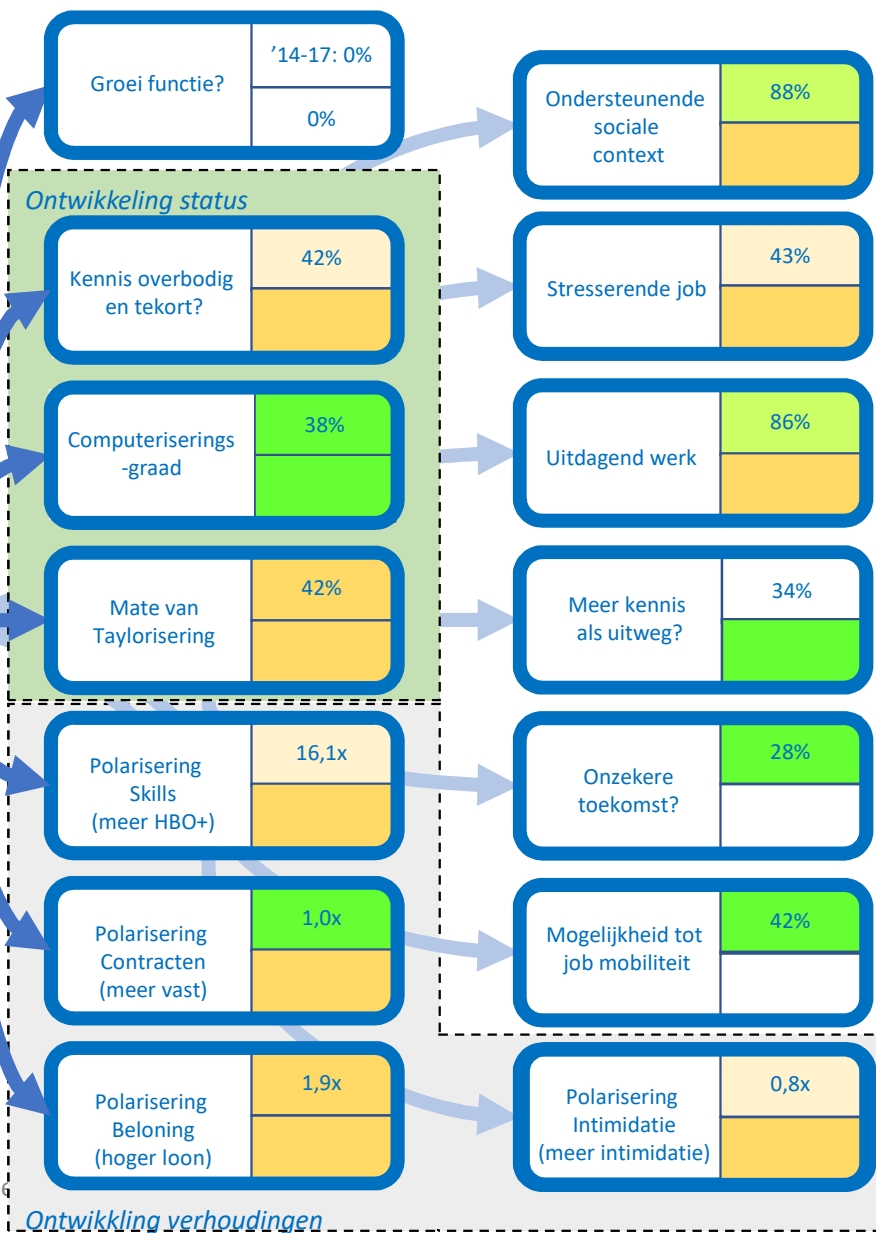 Groei functie?
’14-17: 0%
0%
Ontwikkeling status
Kennis overbodig
en tekort?
42%
Computiserings
-graad
38%
Mate van
Taylorisering
42%
Polarisering
Skills
(meer HBO+)
16,1x
Polarisering
Contracten
(meer vast)
1,0x
Polarisering
Beloning
(hoger loon)
1,9x
Ontwikkling verhoudingen
Ondersteunende
sociale
context
88%
Stresserende job
43%
Uitdagend werk
86%
Meer kennis
als uitweg?
34%
Onzekere
toekomst?
28%
Mogelijkheid tot
job mobiliteit
42%
Polarisering
Intimidatie
(meer intimidatie)
0,8x